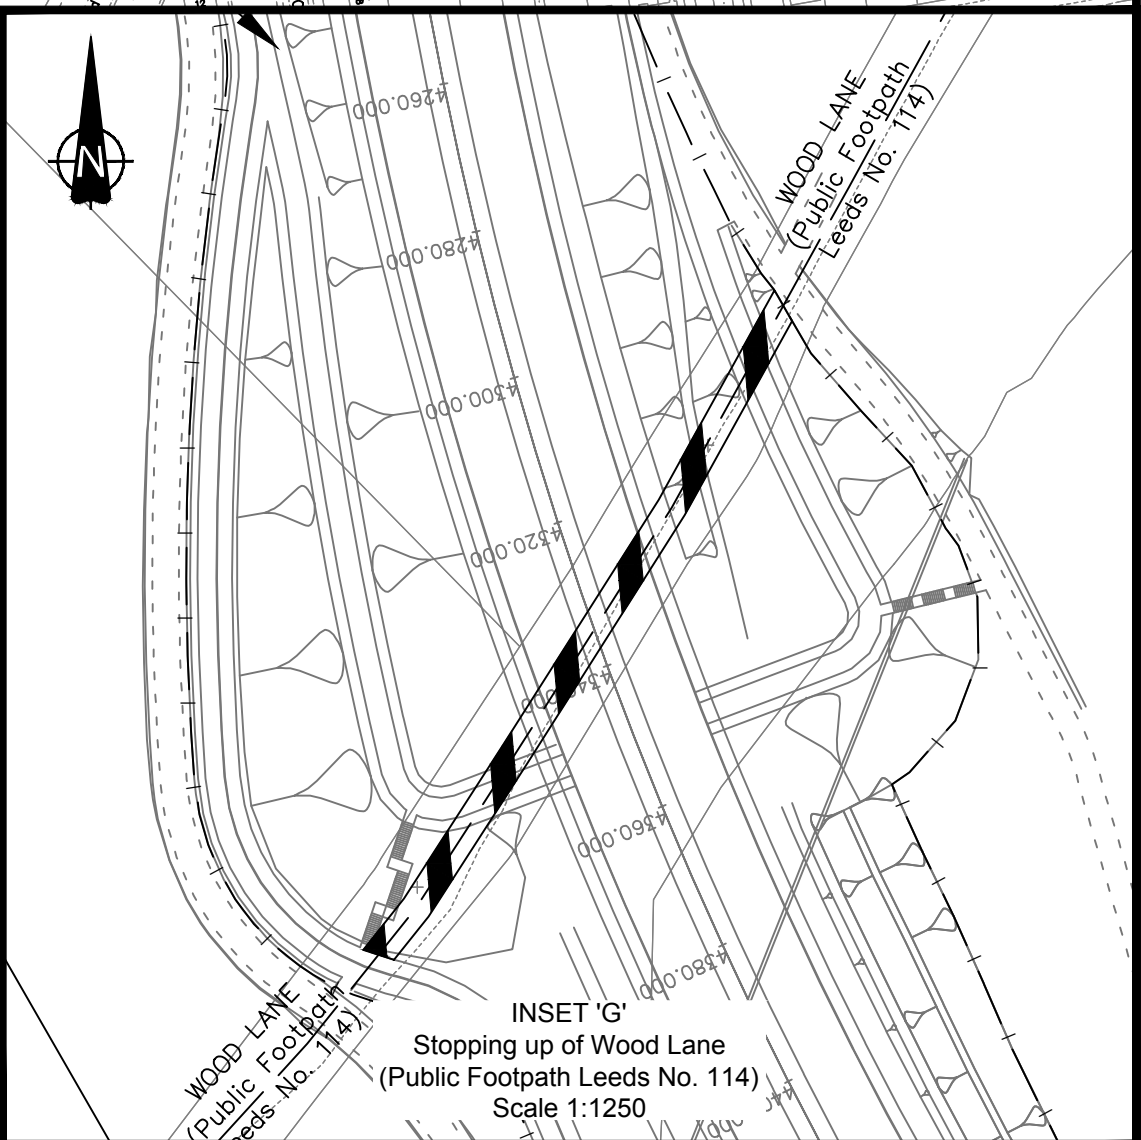 N
4260.000
WOOD LANE
(Public Footpath
Leeds No. 114)
4280.000
4300.000
4320.000
4340.000
4360.000
4380.000
WOOD LANE
(Public Footpath
eeds No. 114)
INSET 'G'
Stopping up of Wood Lane
(Public Footpath Leeds No. 114)
Scale 1:1250